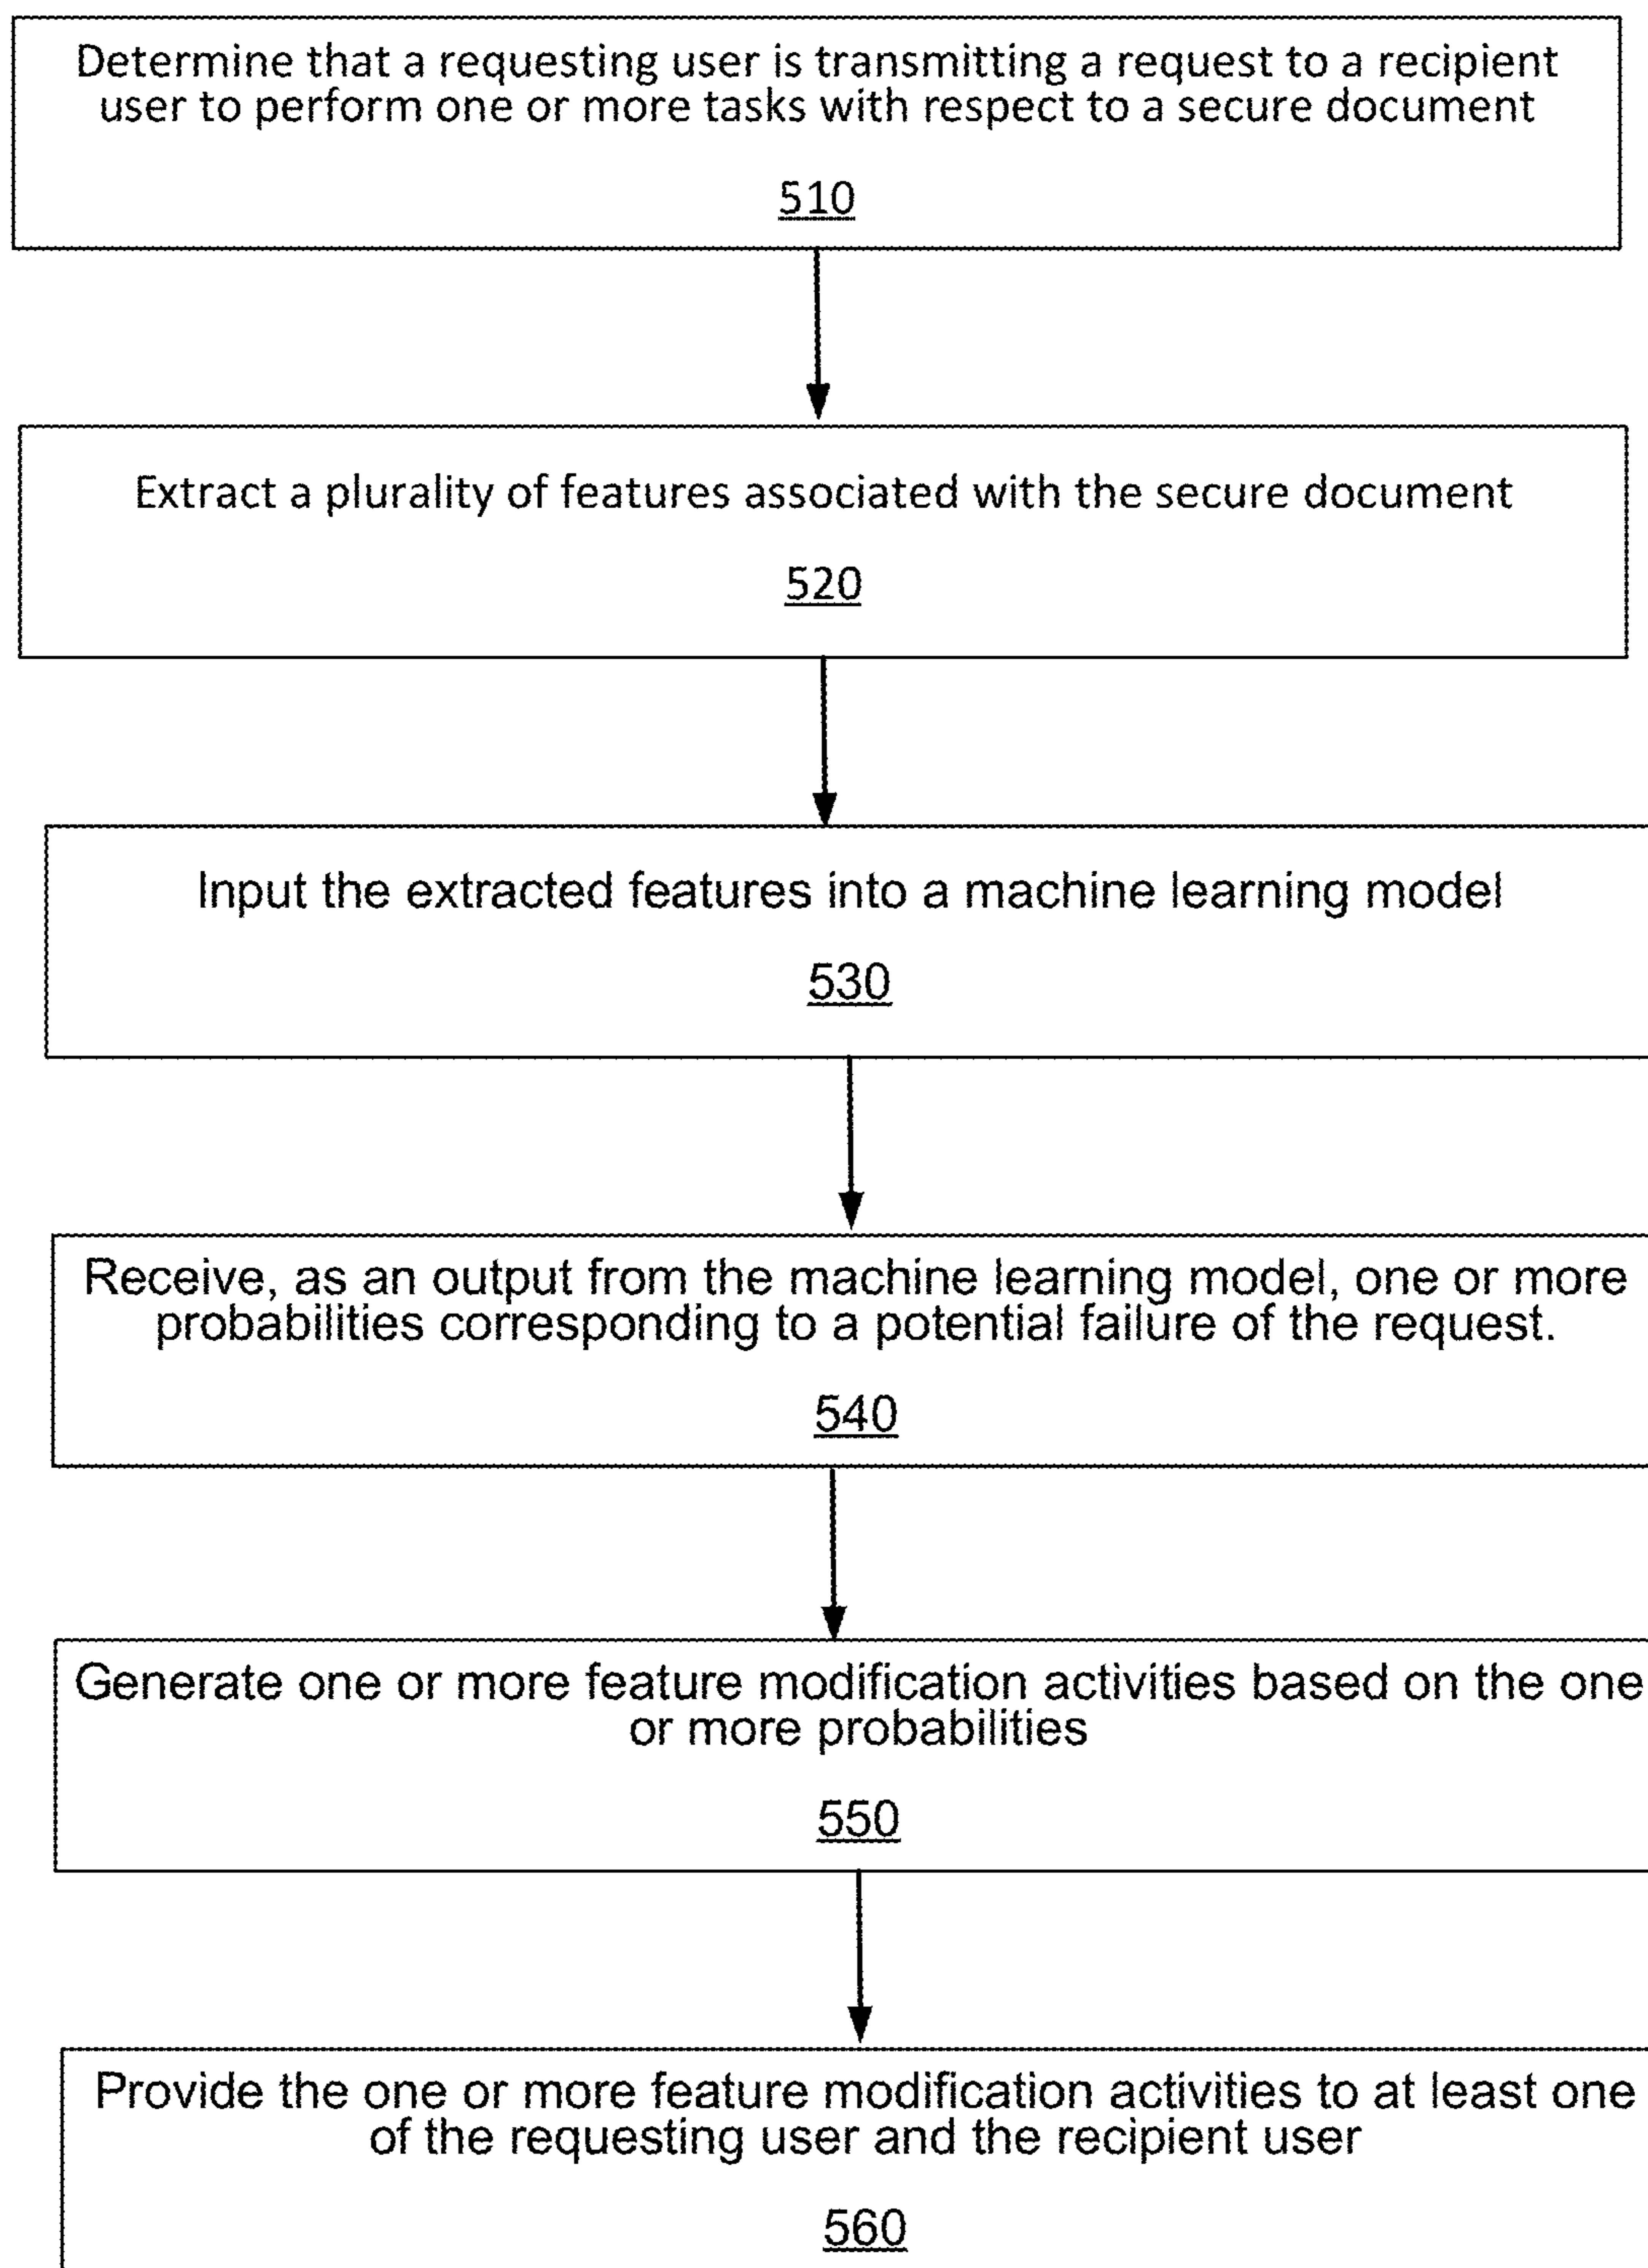 Determine that a requesting user is transmitting a request to a recipient
user to perform one or more tasks with respect to a secure document
510
Extract a plurality of features associated with the secure document
520
Input the extracted features into a machine learning model
530
Receive, as an output from the machine learning model, one or more
probabilities corresponding to a potential failure of the request.
540
Generate one or more feature modification activities based on the one
or more probabilities
550
Provide the one or more feature modification activities to at least one
of the requesting user and the recipient user
560